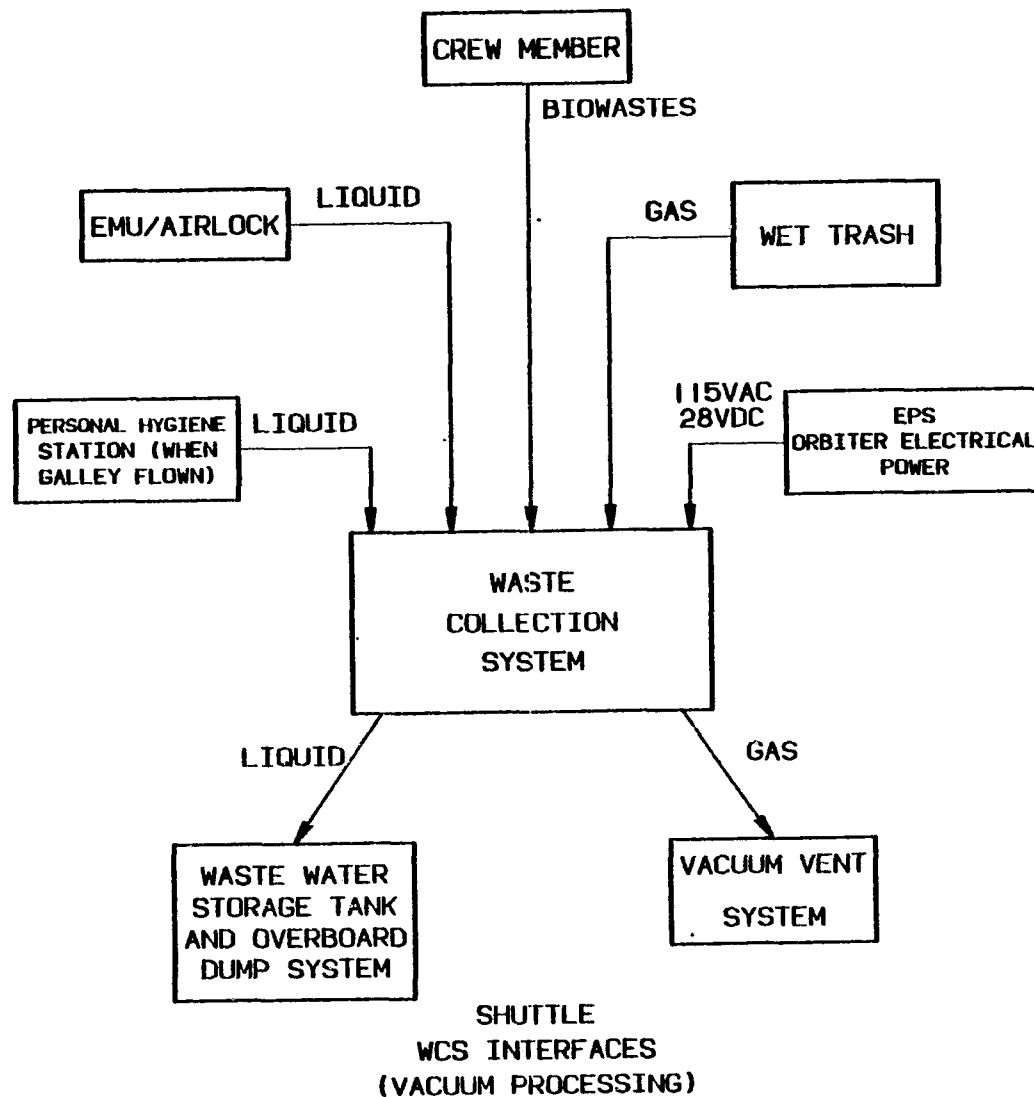 CREW MEMBER
BIOWASTES
LIQUID
EMU/AIRLOCK
GAS
WET TRASH
PERSONAL HYGIENE
STATION (WHEN
GALLEY FLOWN)
LIQUID
115VAC
28VDC
EPS
ORBITER ELECTRICAL
POWER
WASTE
COLLECTION
SYSTEM
LIQUID
GAS
WASTE WATER
STORAGE TANK
AND OVERBOARD
DUMP SYSTEM
VACUUM VENT
SYSTEM
SHUTTLE
WCS INTERFACES
(VACUUM PROCESSING)